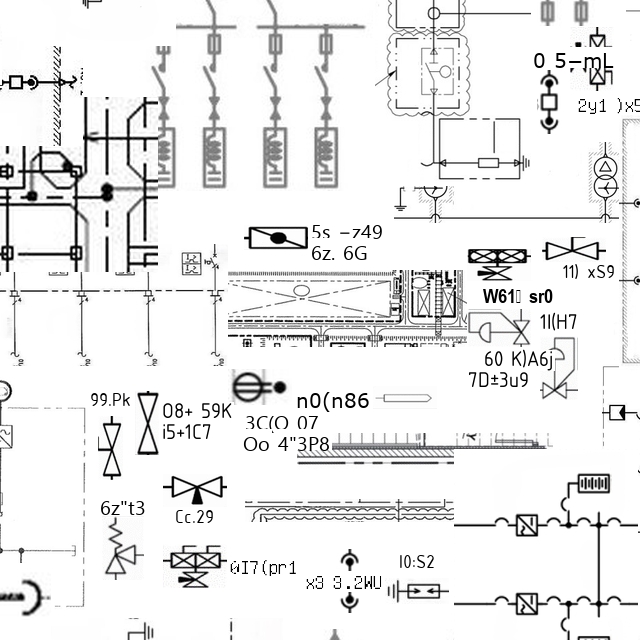 0 5−mL
2y1 )x5
5s −z49
6z. 6G
11) xS9
W61▯ sr0
1I(H7
60 K)A6j
7D±3u9
99.Pk
O8+ 59K
i5+1C7
n0(n86
3C(O 07
Oo 4"3P8
6z"t3
Cc.29
0I7(pr1
x3 3.2WU
I0:S2